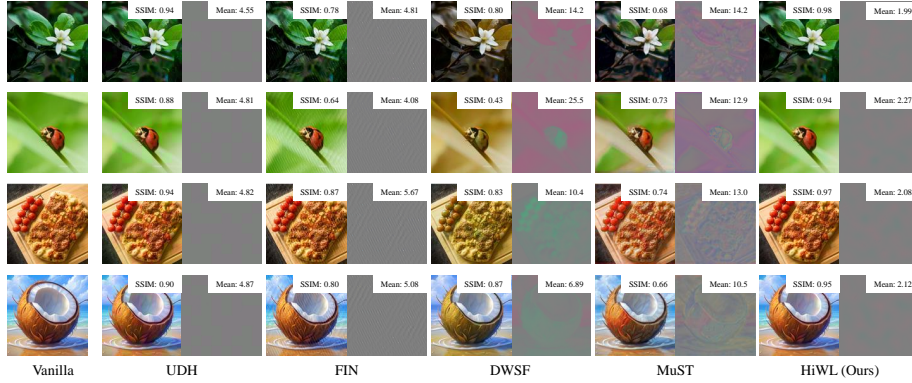 SSIM: 0.94 Mean: 4.55 SSIM: 0.78 Mean: 4.81 SSIM: 0.80 Mean: 14.2 SSIM: 0.68 Mean: 14.2 SSIM: 0.98 Mean: 1.99
SSIM: 0.88 Mean: 4.81 SSIM: 0.64 Mean: 4.08 SSIM: 0.43 Mean: 25.5 SSIM: 0.73 Mean: 12.9 SSIM: 0.94 Mean: 2.27
SSIM: 0.94 Mean: 4.82 SSIM: 0.87 Mean: 5.67 SSIM: 0.83 Mean: 10.4 SSIM: 0.74 Mean: 13.0 SSIM: 0.97 Mean: 2.08
SSIM: 0.90 Mean: 4.87 SSIM: 0.80 Mean: 5.08 SSIM: 0.87 Mean: 6.89 SSIM: 0.66 Mean: 10.5 SSIM: 0.95 Mean: 2.12
Vanilla UDH FIN DWSF MuST HiWL (Ours)